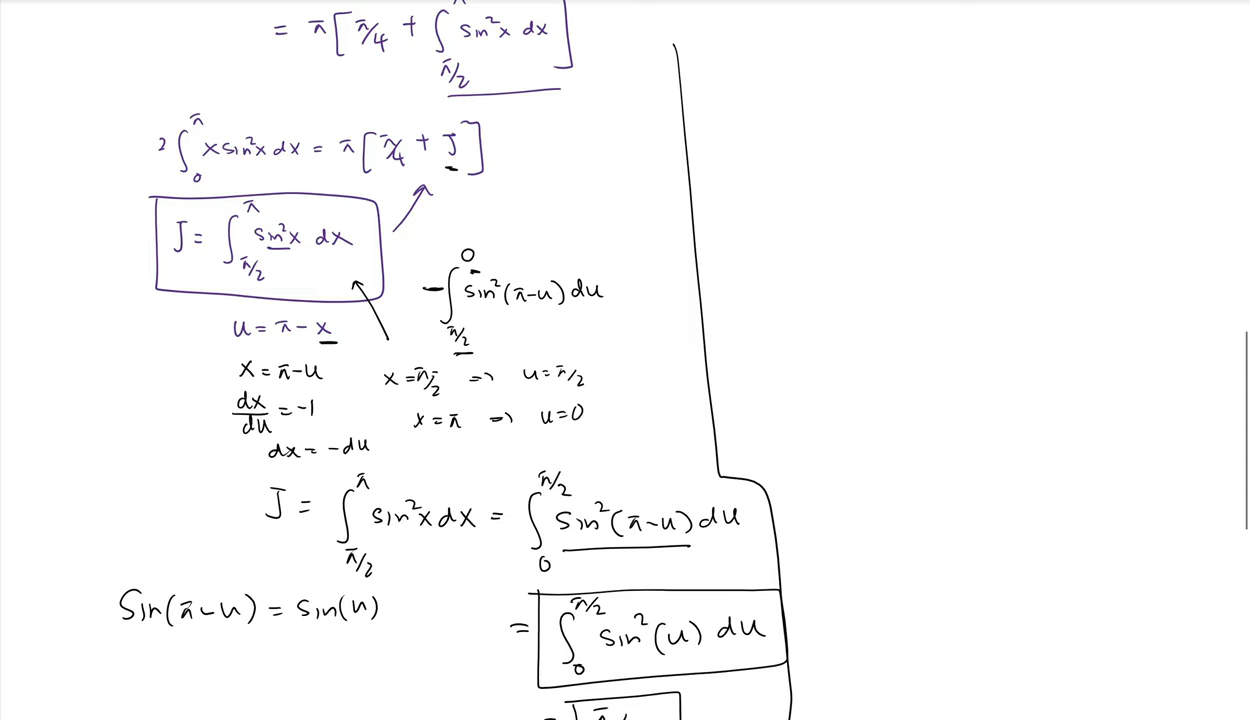 = π[π/4 + ∫_{π/2}^{π} sin²x dx]
2∫_0^π x sin²x dx = π[π/4 + J]
J = ∫_{π/2}^π sin²x dx
-∫_{π/2}^0 sin²(π-u) du
u = π - x
x = π - u
x = π/2 => u = π/2
dx/du = -1
x = π => u = 0
dx = -du
J = ∫_{π/2}^π sin²x dx = ∫_0^{π/2} sin²(π-u) du
Sin(π-u) = sin(u)
= ∫_0^{π/2} sin²(u) du